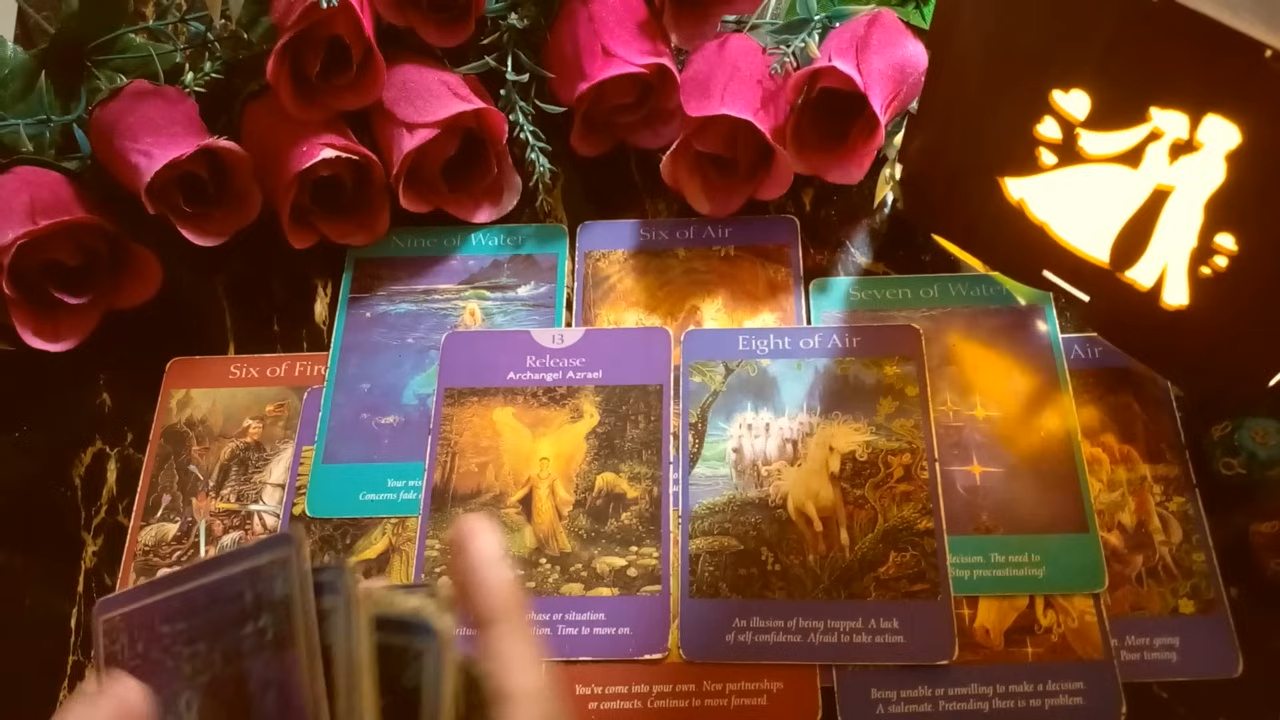 Nine of Water
Your wis
Concerns fade
Six of Air
Seven of Water
decision. The need to
Stop procrastinating!
Six of Fire
13
Release
Archangel Azrael
phase or situation.
Time to move on.
Eight of Air
An illusion of being trapped. A lack
of self-confidence. Afraid to take action.
Air
More going
Poor timing.
You've come into your own. New partnerships
or contracts. Continue to move forward.
Being unable or unwilling to make a decision.
A stalemate. Pretending there is no problem.